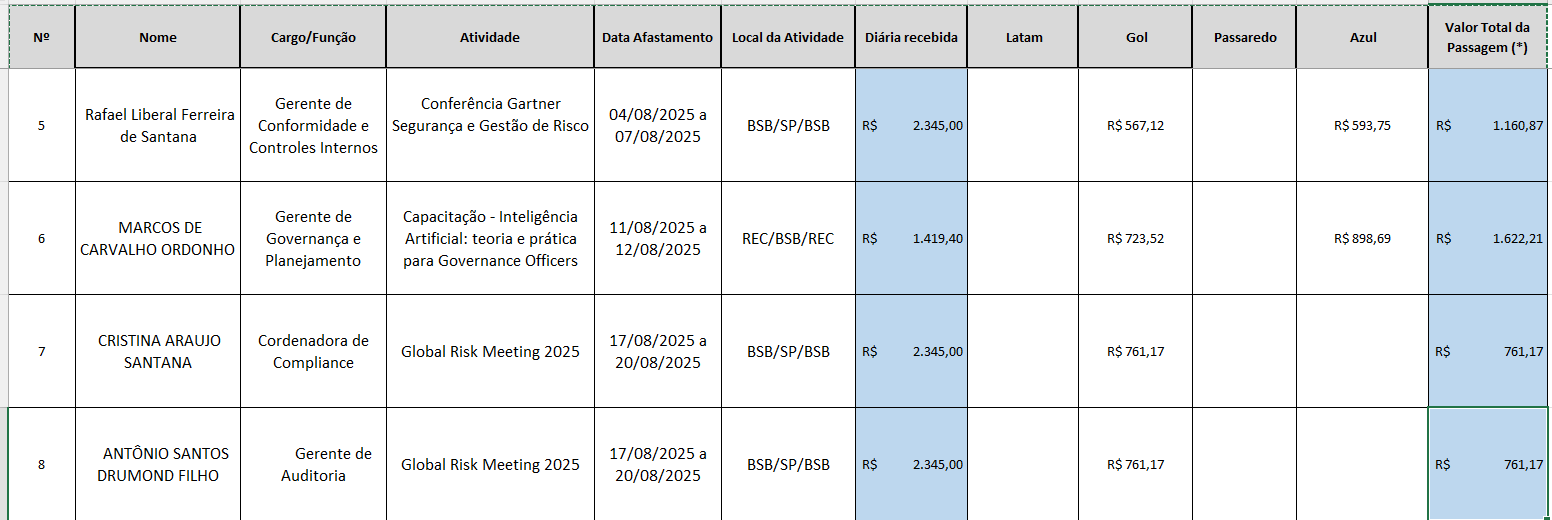 Nº Nome Cargo/Função Atividade Data Afastamento Local da Atividade Diária recebida Latam Gol Passaredo Azul Valor Total da
Passagem (*)
5 Rafael Liberal Ferreira
de Santana
Gerente de
Conformidade e
Controles Internos
Conferência Gartner
Segurança e Gestão de Risco
04/08/2025 a
07/08/2025
BSB/SP/BSB R$ 2.345,00 R$ 567,12 R$ 593,75 R$ 1.160,87
6 MARCOS DE
CARVALHO ORDONHO
Gerente de
Governança e
Planejamento
Capacitação - Inteligência
Artificial: teoria e prática
para Governance Officers
11/08/2025 a
12/08/2025
REC/BSB/REC R$ 1.419,40 R$ 723,52 R$ 898,69 R$ 1.622,21
7 CRISTINA ARAUJO
SANTANA
Cordenadora de
Compliance
Global Risk Meeting 2025
17/08/2025 a
20/08/2025
BSB/SP/BSB R$ 2.345,00 R$ 761,17 R$ 761,17
8 ANTÔNIO SANTOS
DRUMOND FILHO
Gerente de
Auditoria
Global Risk Meeting 2025
17/08/2025 a
20/08/2025
BSB/SP/BSB R$ 2.345,00 R$ 761,17 R$ 761,17